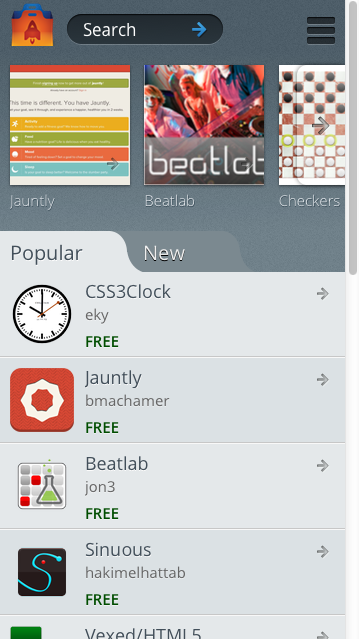 Search
This time is different. You have Jauntly.
beatlab
Jauntly
Beatlab
Checkers
Popular
New
CSS3Clock
eky
FREE
Jauntly
bmachamer
FREE
Beatlab
jon3
FREE
Sinuous
hakimelhattab
FREE
Vexed/HTML5